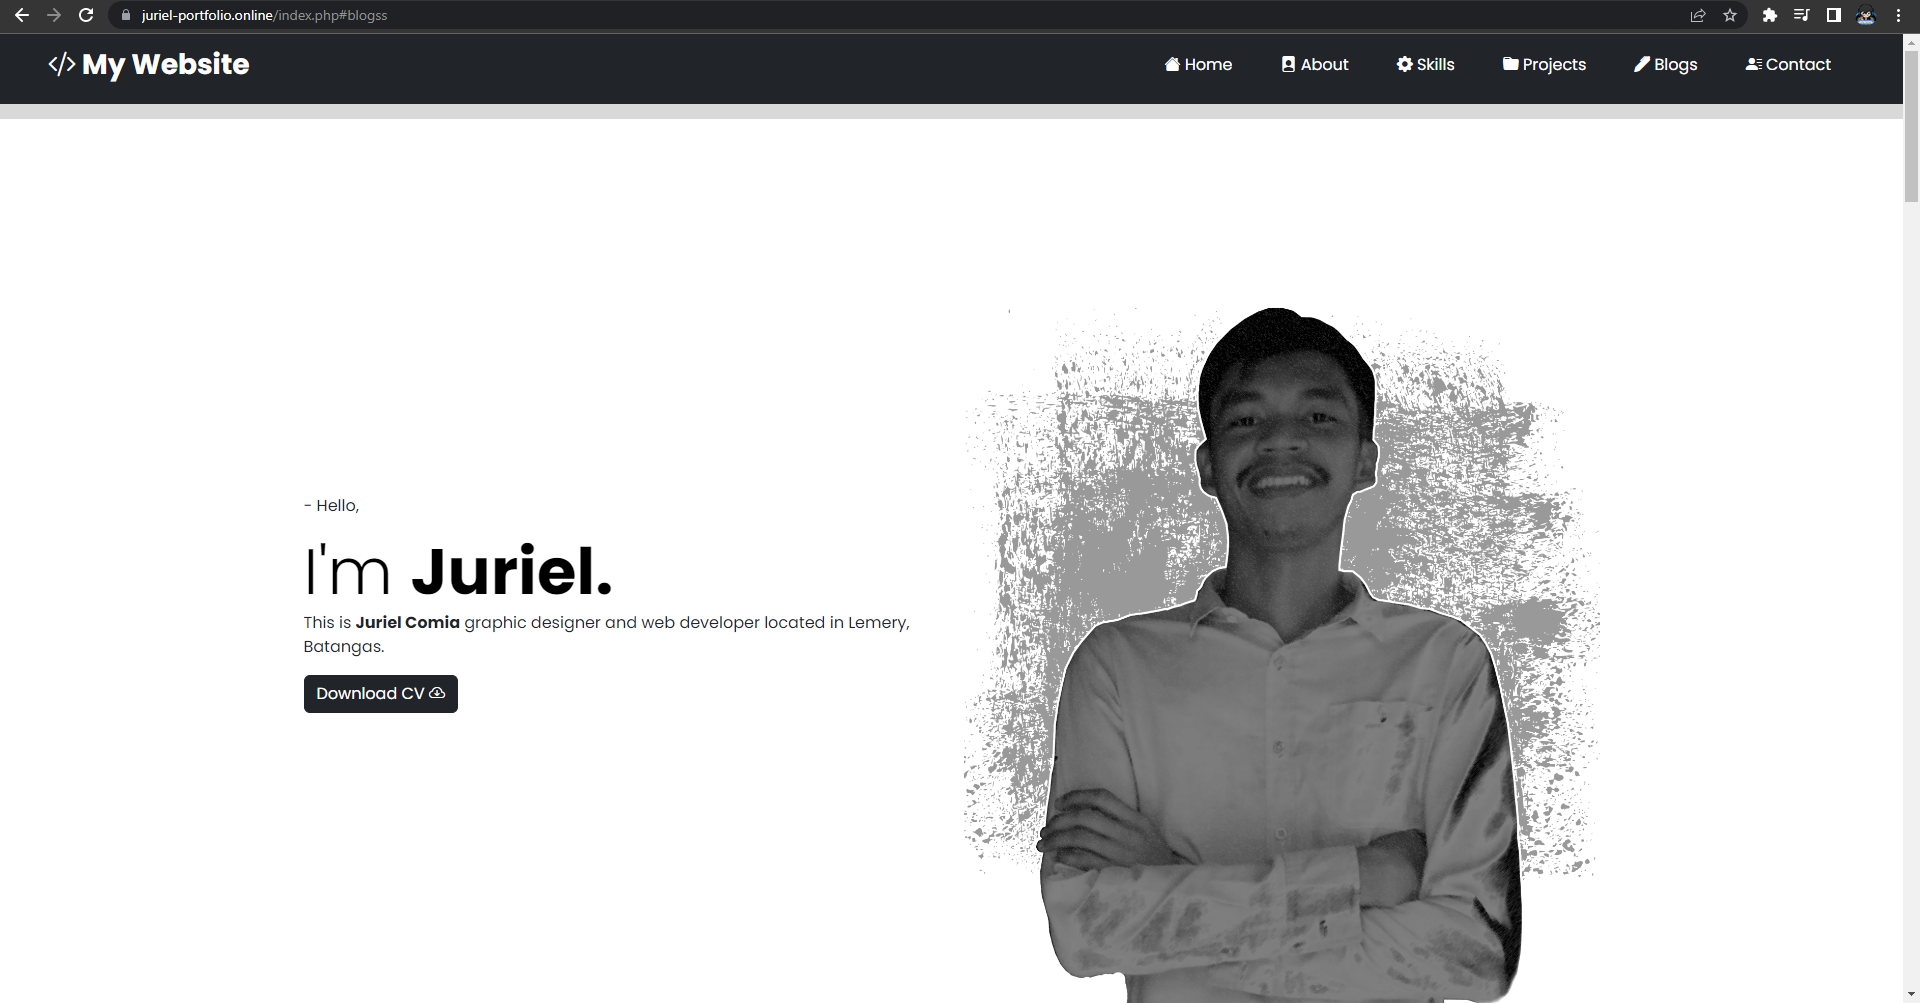 juriel-portfolio.online/index.php#blogss
</> My Website
Home About Skills Projects Blogs Contact
- Hello,
I'm Juriel.
This is Juriel Comia graphic designer and web developer located in Lemery,
Batangas.
Download CV